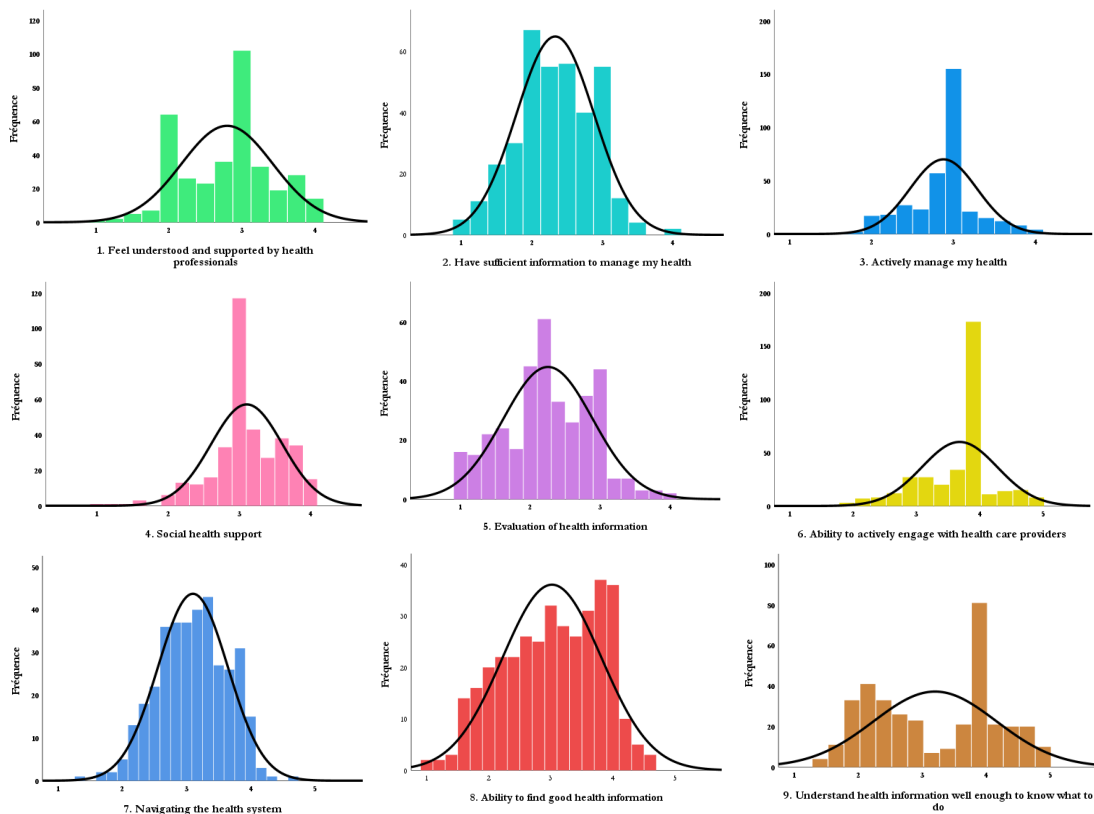 120
100
80
60
40
20
0
Fréquence
1 2 3 4
1. Feel understood and supported by health
professionals
60
40
20
0
Fréquence
1 2 3 4
2. Have sufficient information to manage my health
200
150
100
50
0
Fréquence
1 2 3 4
3. Actively manage my health
120
100
80
60
40
20
0
Fréquence
1 2 3 4
4. Social health support
60
40
20
0
Fréquence
1 2 3 4
5. Evaluation of health information
200
150
100
50
0
Fréquence
1 2 3 4 5
6. Ability to actively engage with health care providers
50
40
30
20
10
0
Fréquence
1 2 3 4 5
7. Navigating the health system
40
30
20
10
0
Fréquence
1 2 3 4 5
8. Ability to find good health information
100
80
60
40
20
0
Fréquence
1 2 3 4 5
9. Understand health information well enough to know what to
do